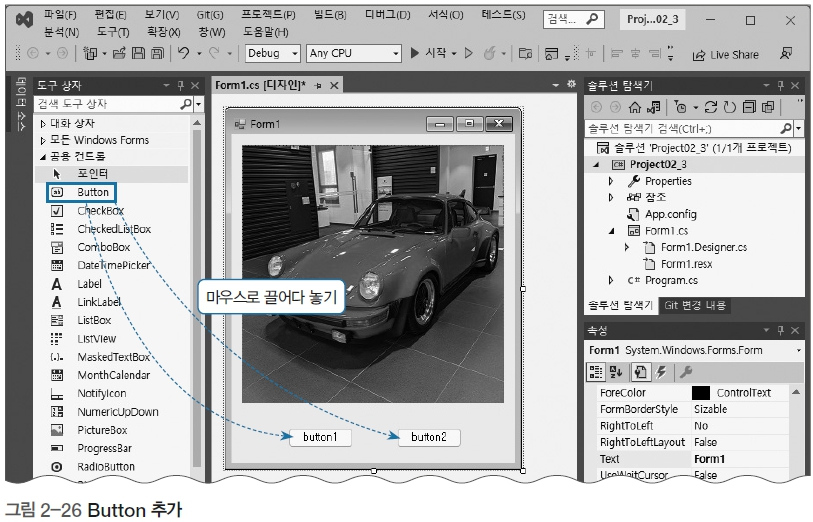 파일(F) 편집(E) 보기(V) Git(G) 프로젝트(P) 빌드(B) 디버그(D) 서식(O) 테스트(S) 검색... Proj...02_3
분석(N) 도구(T) 확장(X) 창(W) 도움말(H)
Debug Any CPU 시작 Live Share
데이터 소스
도구 상자
검색 도구 상자
대화 상자
모든 Windows Forms
공용 컨트롤
포인터
Button
CheckBox
CheckedListBox
ComboBox
DateTimePicker
Label
LinkLabel
ListBox
ListView
MaskedTextBox
MonthCalendar
NotifyIcon
NumericUpDown
PictureBox
ProgressBar
RadioButton
Form1.cs [디자인]*
Form1
마우스로 끌어다 놓기
button1 button2
솔루션 탐색기
솔루션 탐색기 검색(Ctrl+;)
솔루션 'Project02_3' (1/1개 프로젝트)
C# Project02_3
Properties
참조
App.config
Form1.cs
Form1.Designer.cs
Form1.resx
C# Program.cs
솔루션 탐색기 Git 변경 내용
속성
Form1 System.Windows.Forms.Form
ForeColor ControlText
FormBorderStyle Sizable
RightToLeft No
RightToLeftLayout False
Text Form1
UseWaitCursor False
그림 2-26 Button 추가